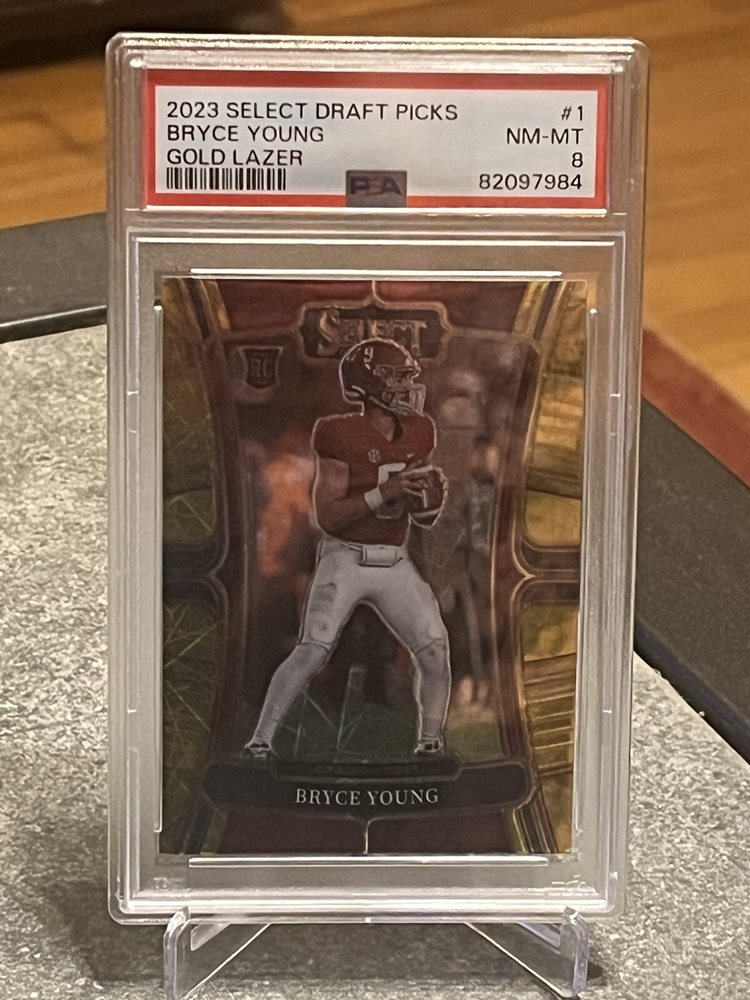 2023 SELECT DRAFT PICKS #1
BRYCE YOUNG NM-MT
GOLD LAZER 8
PSA 82097984
SELECT
RC
BRYCE YOUNG